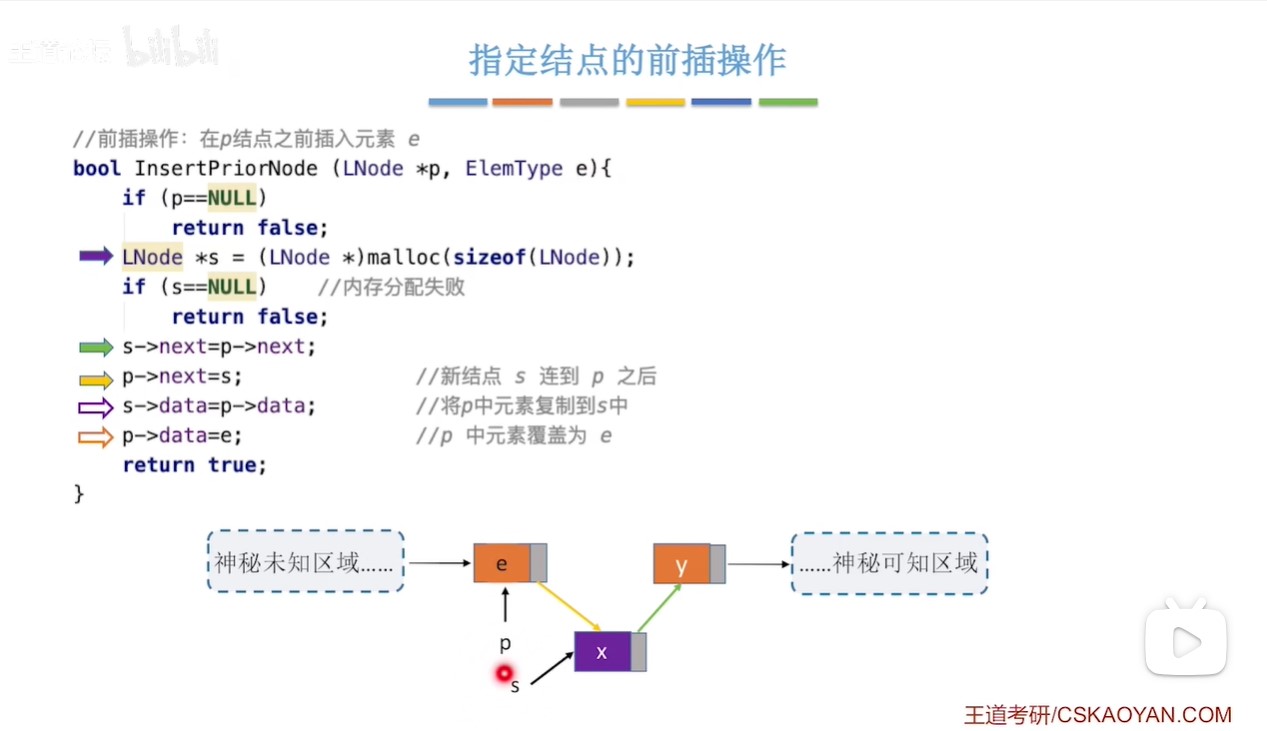 王道论坛 bilibili
指定结点的前插操作
//前插操作：在p结点之前插入元素 e
bool InsertPriorNode (LNode *p, ElemType e){
if (p==NULL)
return false;
LNode *s = (LNode *)malloc(sizeof(LNode));
if (s==NULL) //内存分配失败
return false;
s->next=p->next;
p->next=s; //新结点 s 连到 p 之后
s->data=p->data; //将p中元素复制到s中
p->data=e; //p 中元素覆盖为 e
return true;
}
神秘未知区域…… e y ……神秘可知区域
p
x
s
王道考研/CSKAOYAN.COM